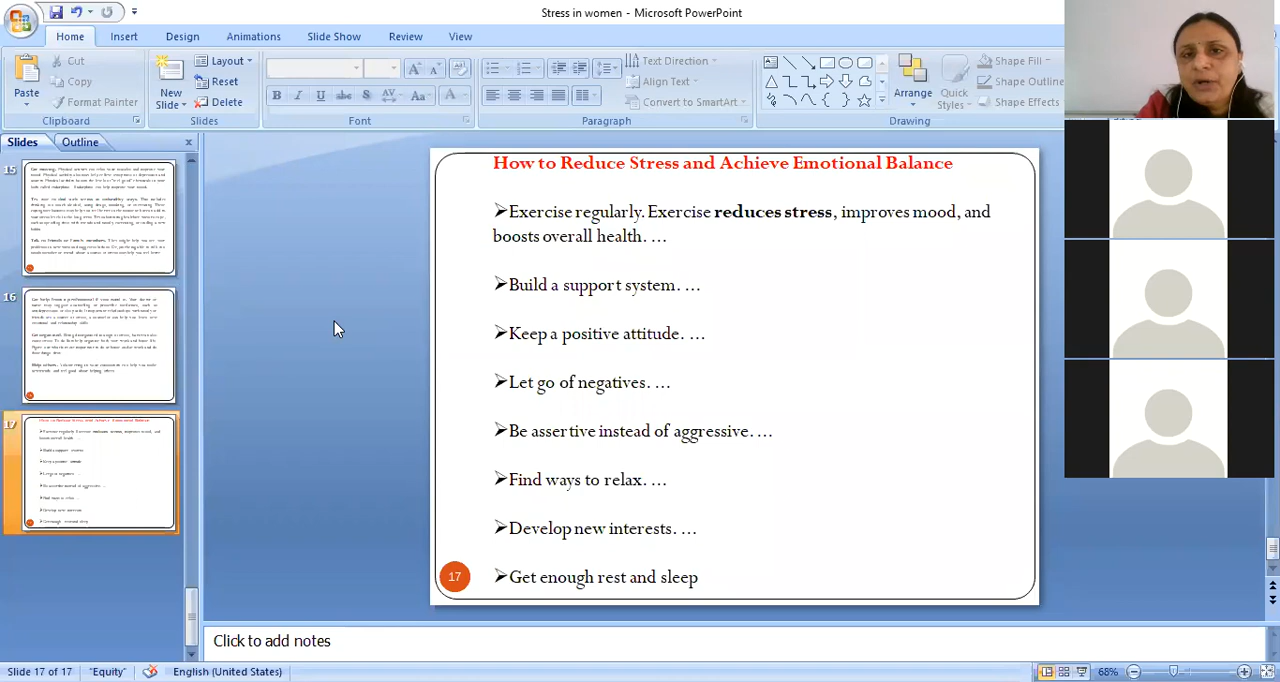 Stress in women - Microsoft PowerPoint
Home Insert Design Animations Slide Show Review View
Cut
Copy
Format Painter
Paste
Clipboard
New Slide
Layout
Reset
Delete
Slides
Font
Text Direction
Align Text
Convert to SmartArt
Paragraph
Arrange
Quick Styles
Shape Fill
Shape Outline
Shape Effects
Drawing
Slides Outline
15
16
17
How to Reduce Stress and Achieve Emotional Balance
➢Exercise regularly. Exercise reduces stress, improves mood, and
boosts overall health. …
➢Build a support system. …
➢Keep a positive attitude. …
➢Let go of negatives. …
➢Be assertive instead of aggressive. …
➢Find ways to relax. …
➢Develop new interests. …
➢Get enough rest and sleep
17
Click to add notes
Slide 17 of 17 "Equity" English (United States) 68%